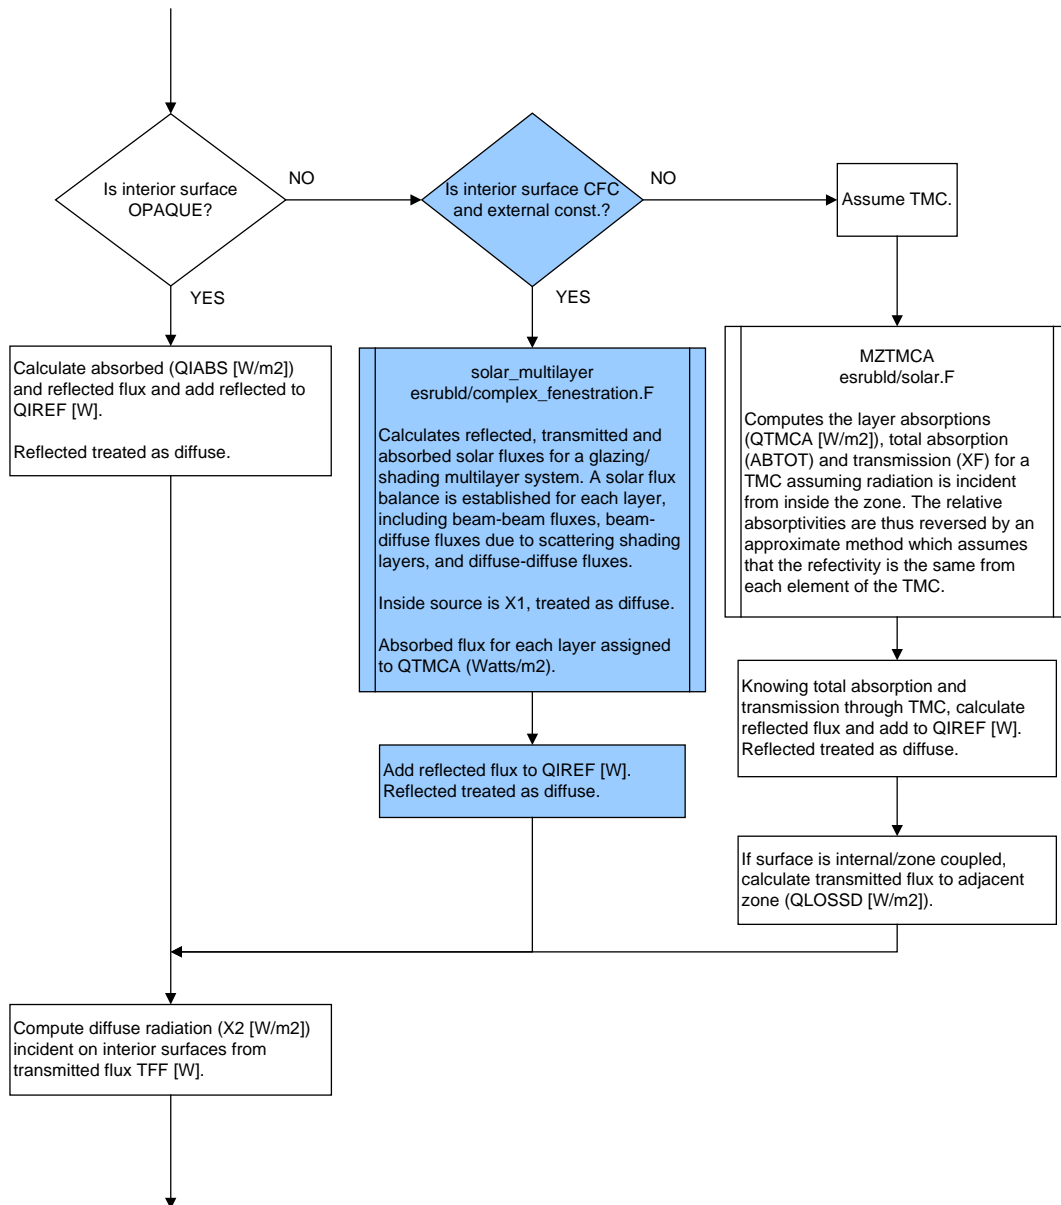 Is interior surface
OPAQUE?
NO
Is interior surface CFC
and external const.?
NO
Assume TMC.
YES
YES
Calculate absorbed (QIABS [W/m2])
and reflected flux and add reflected to
QIREF [W].
Reflected treated as diffuse.
solar_multilayer
esrubld/complex_fenestration.F
Calculates reflected, transmitted and
absorbed solar fluxes for a glazing/
shading multilayer system. A solar flux
balance is established for each layer,
including beam-beam fluxes, beam-
diffuse fluxes due to scattering shading
layers, and diffuse-diffuse fluxes.
Inside source is X1, treated as diffuse.
Absorbed flux for each layer assigned
to QTMCA (Watts/m2).
MZTMCA
esrubld/solar.F
Computes the layer absorptions
(QTMCA [W/m2]), total absorption
(ABTOT) and transmission (XF) for a
TMC assuming radiation is incident
from inside the zone. The relative
absorptivities are thus reversed by an
approximate method which assumes
that the refectivity is the same from
each element of the TMC.
Add reflected flux to QIREF [W].
Reflected treated as diffuse.
Knowing total absorption and
transmission through TMC, calculate
reflected flux and add to QIREF [W].
Reflected treated as diffuse.
If surface is internal/zone coupled,
calculate transmitted flux to adjacent
zone (QLOSSD [W/m2]).
Compute diffuse radiation (X2 [W/m2])
incident on interior surfaces from
transmitted flux TFF [W].